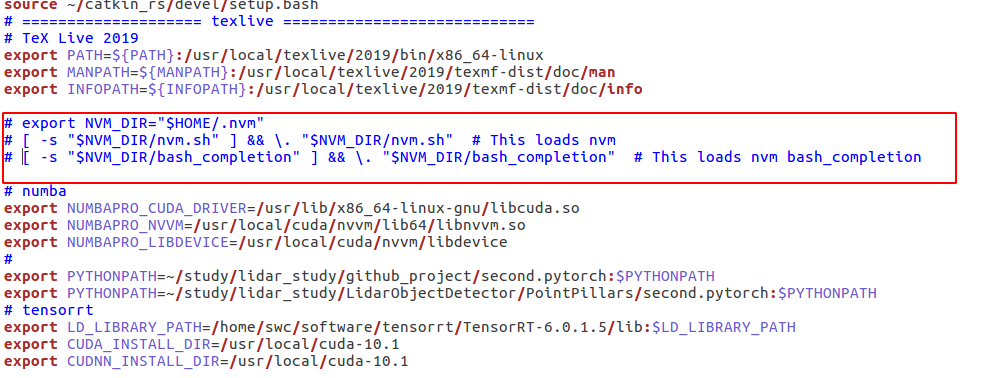 source ~/catkin_rs/devel/setup.bash
# ==================== texlive ============================
# TeX Live 2019
export PATH=${PATH}:/usr/local/texlive/2019/bin/x86_64-linux
export MANPATH=${MANPATH}:/usr/local/texlive/2019/texmf-dist/doc/man
export INFOPATH=${INFOPATH}:/usr/local/texlive/2019/texmf-dist/doc/info
# export NVM_DIR="$HOME/.nvm"
# [ -s "$NVM_DIR/nvm.sh" ] && \. "$NVM_DIR/nvm.sh"  # This loads nvm
# [ -s "$NVM_DIR/bash_completion" ] && \. "$NVM_DIR/bash_completion"  # This loads nvm bash_completion
# numba
export NUMBAPRO_CUDA_DRIVER=/usr/lib/x86_64-linux-gnu/libcuda.so
export NUMBAPRO_NVVM=/usr/local/cuda/nvvm/lib64/libnvvm.so
export NUMBAPRO_LIBDEVICE=/usr/local/cuda/nvvm/libdevice
#
export PYTHONPATH=~/study/lidar_study/github_project/second.pytorch:$PYTHONPATH
export PYTHONPATH=~/study/lidar_study/LidarObjectDetector/PointPillars/second.pytorch:$PYTHONPATH
# tensorrt
export LD_LIBRARY_PATH=/home/swc/software/tensorrt/TensorRT-6.0.1.5/lib:$LD_LIBRARY_PATH
export CUDA_INSTALL_DIR=/usr/local/cuda-10.1
export CUDNN_INSTALL_DIR=/usr/local/cuda-10.1